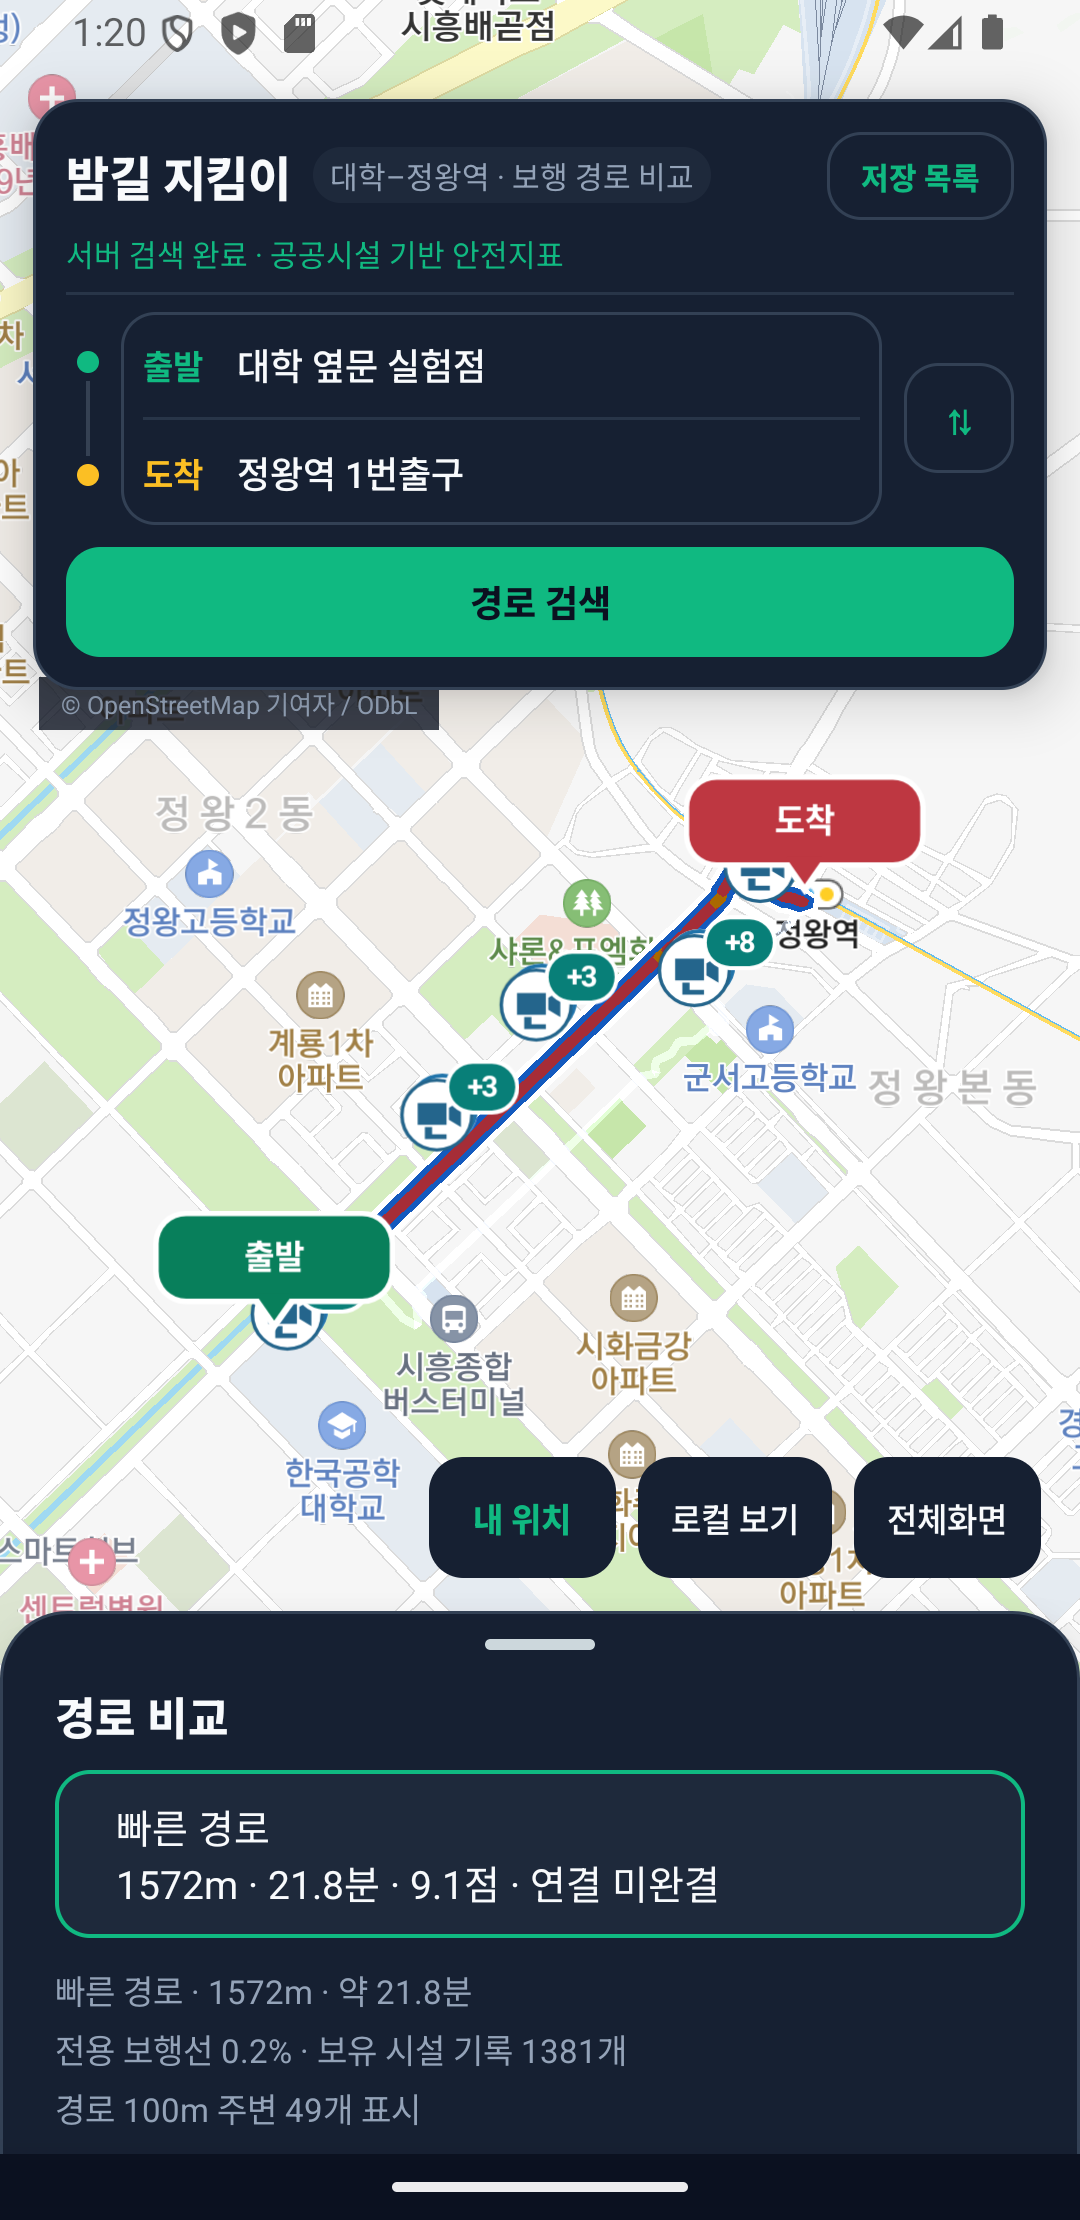 1:20
시흥배곧점
밤길 지킴이
대학–정왕역 · 보행 경로 비교
저장 목록
서버 검색 완료 · 공공시설 기반 안전지표
출발 대학 옆문 실험점
도착 정왕역 1번출구
경로 검색
© OpenStreetMap 기여자 / ODbL
정왕2동
정왕고등학교
도착
정왕역
+8
+3
계룡1차
아파트
군서고등학교
정왕본동
+3
출발
시흥종합
버스터미널
시화금강
아파트
한국공학
대학교
내 위치
로컬 보기
전체화면
아파트
센트럴병원
경로 비교
빠른 경로
1572m · 21.8분 · 9.1점 · 연결 미완결
빠른 경로 · 1572m · 약 21.8분
전용 보행선 0.2% · 보유 시설 기록 1381개
경로 100m 주변 49개 표시